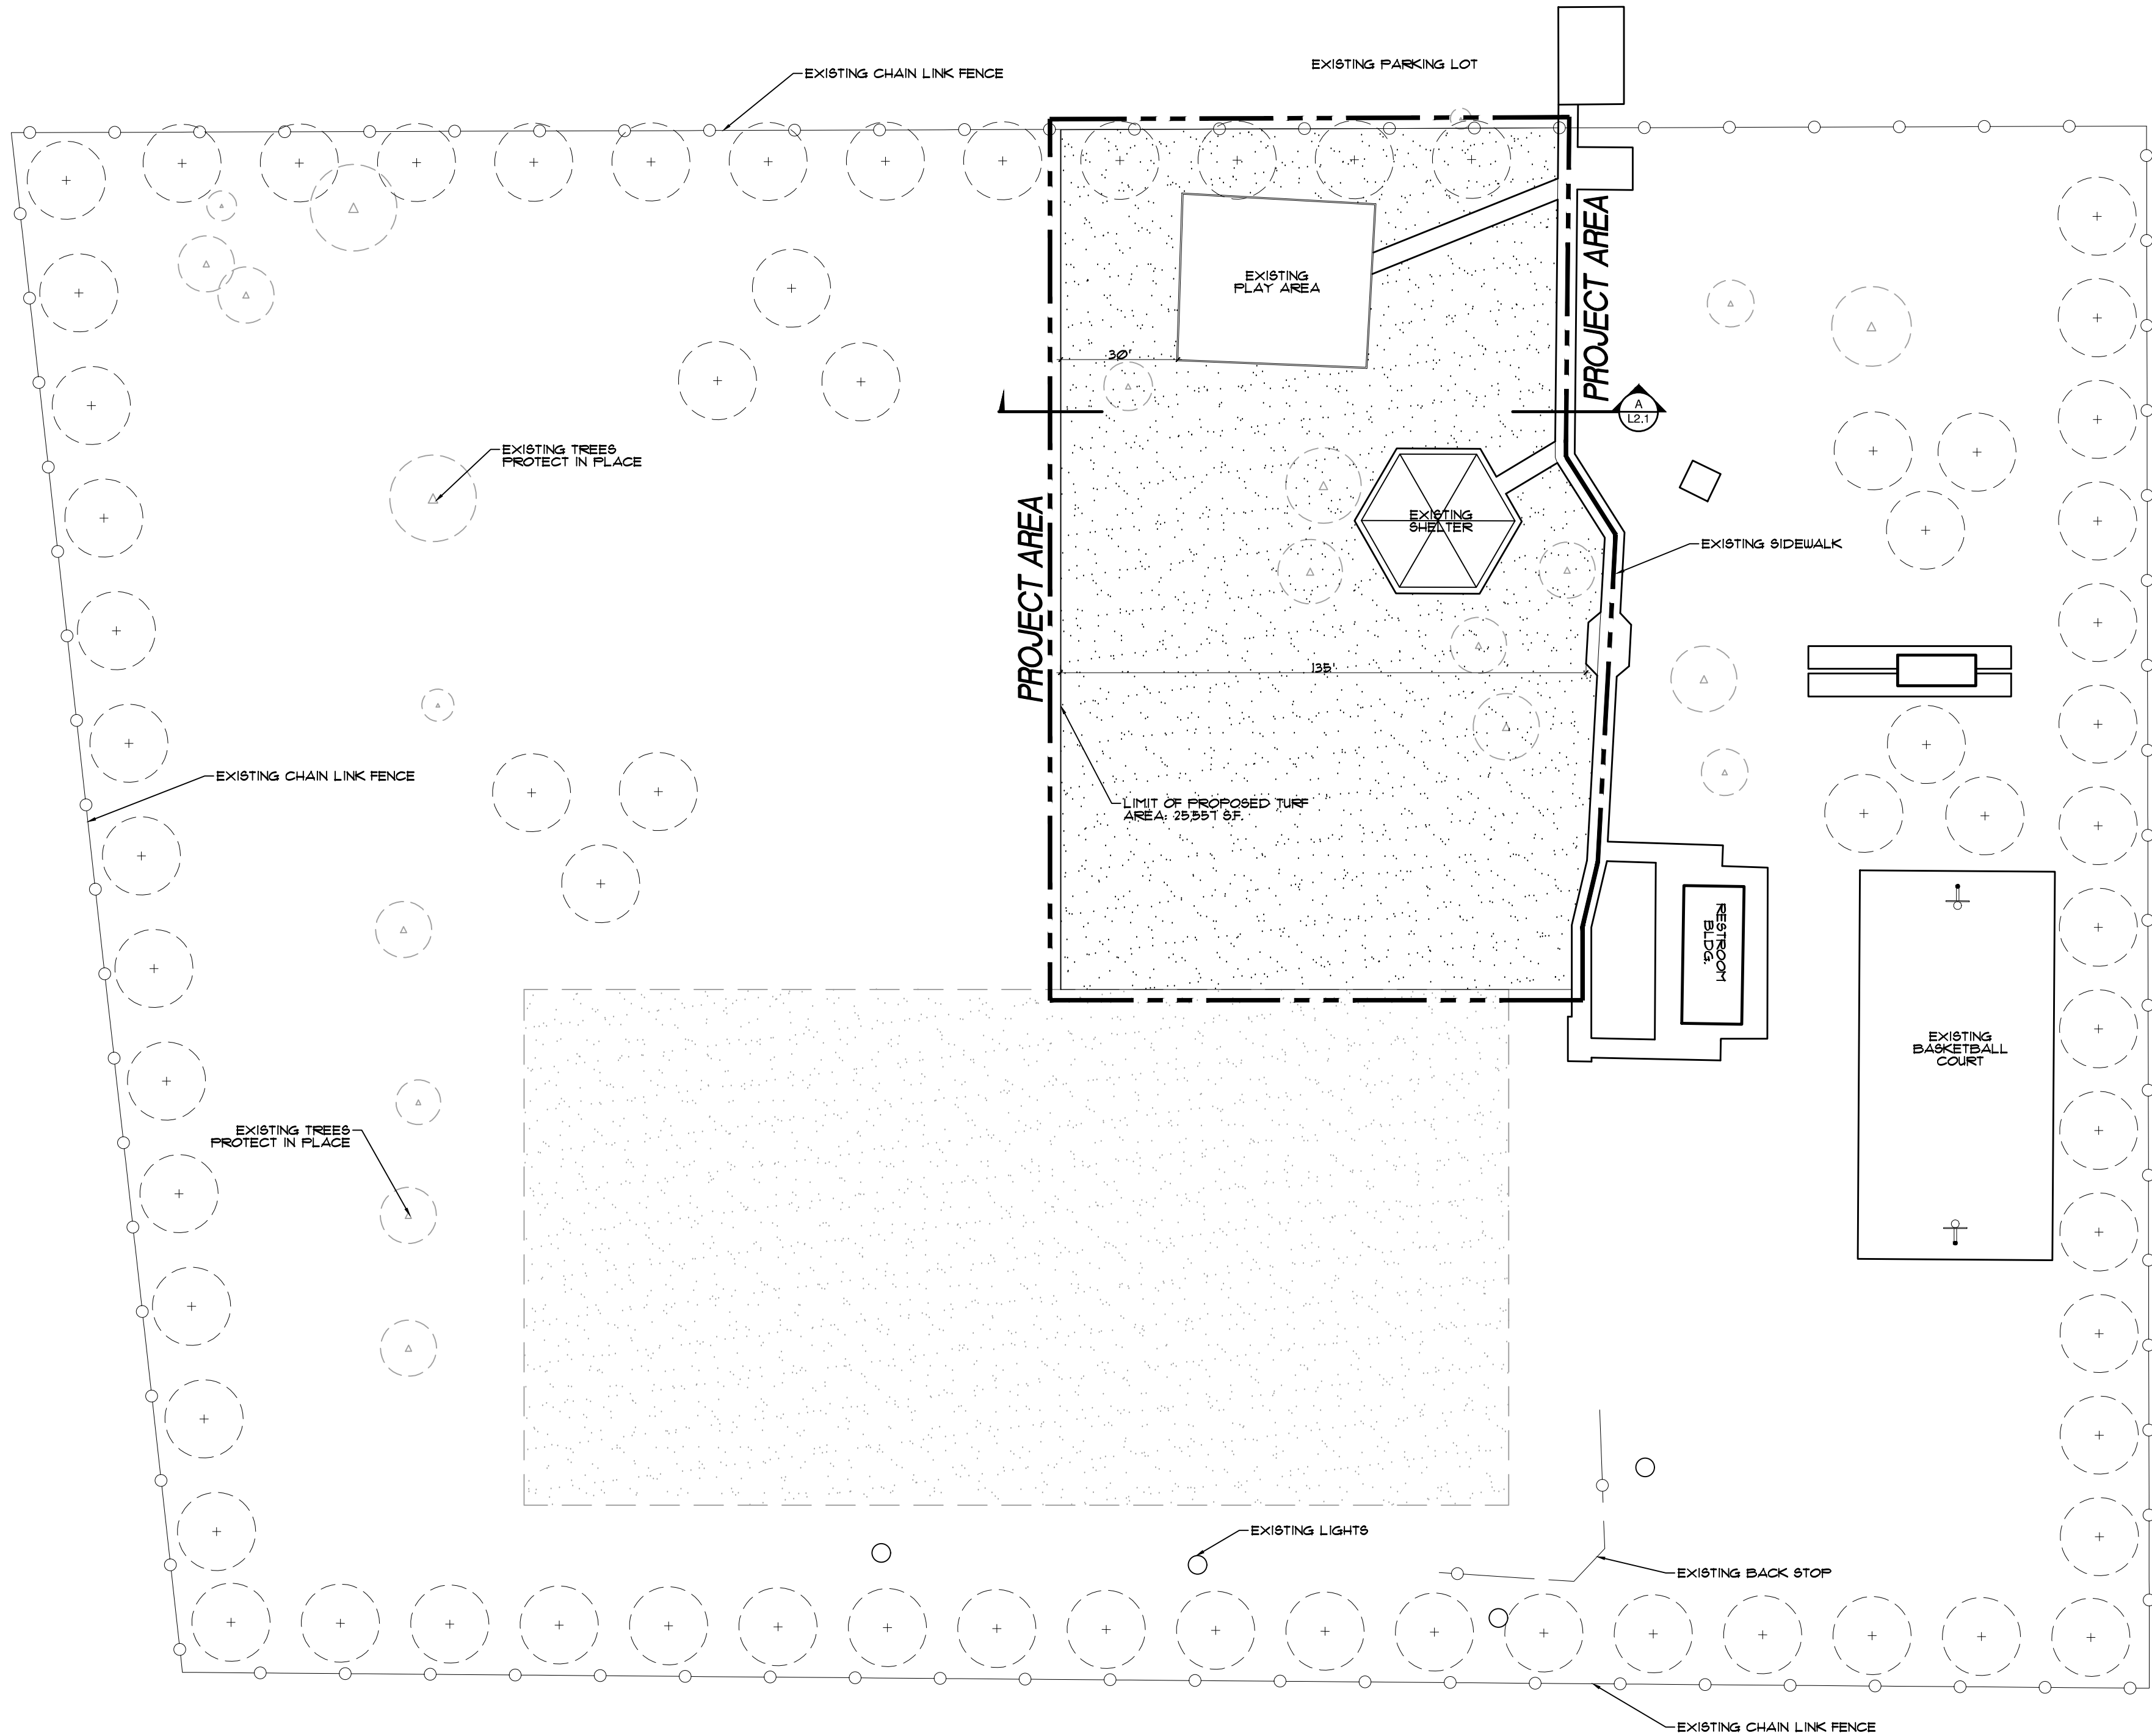 EXISTING PARKING LOT
EXISTING CHAIN LINK FENCE
PROJECT AREA
EXISTING
PLAY AREA
30'
A
L2.1
EXISTING TREES
PROTECT IN PLACE
EXISTING
SHELTER
PROJECT AREA
EXISTING SIDEWALK
135'
EXISTING CHAIN LINK FENCE
LIMIT OF PROPOSED TURF
AREA: 25,557 S.F.
RESTROOM
BLDG.
EXISTING
BASKETBALL
COURT
EXISTING TREES
PROTECT IN PLACE
EXISTING LIGHTS
EXISTING BACK STOP
EXISTING CHAIN LINK FENCE